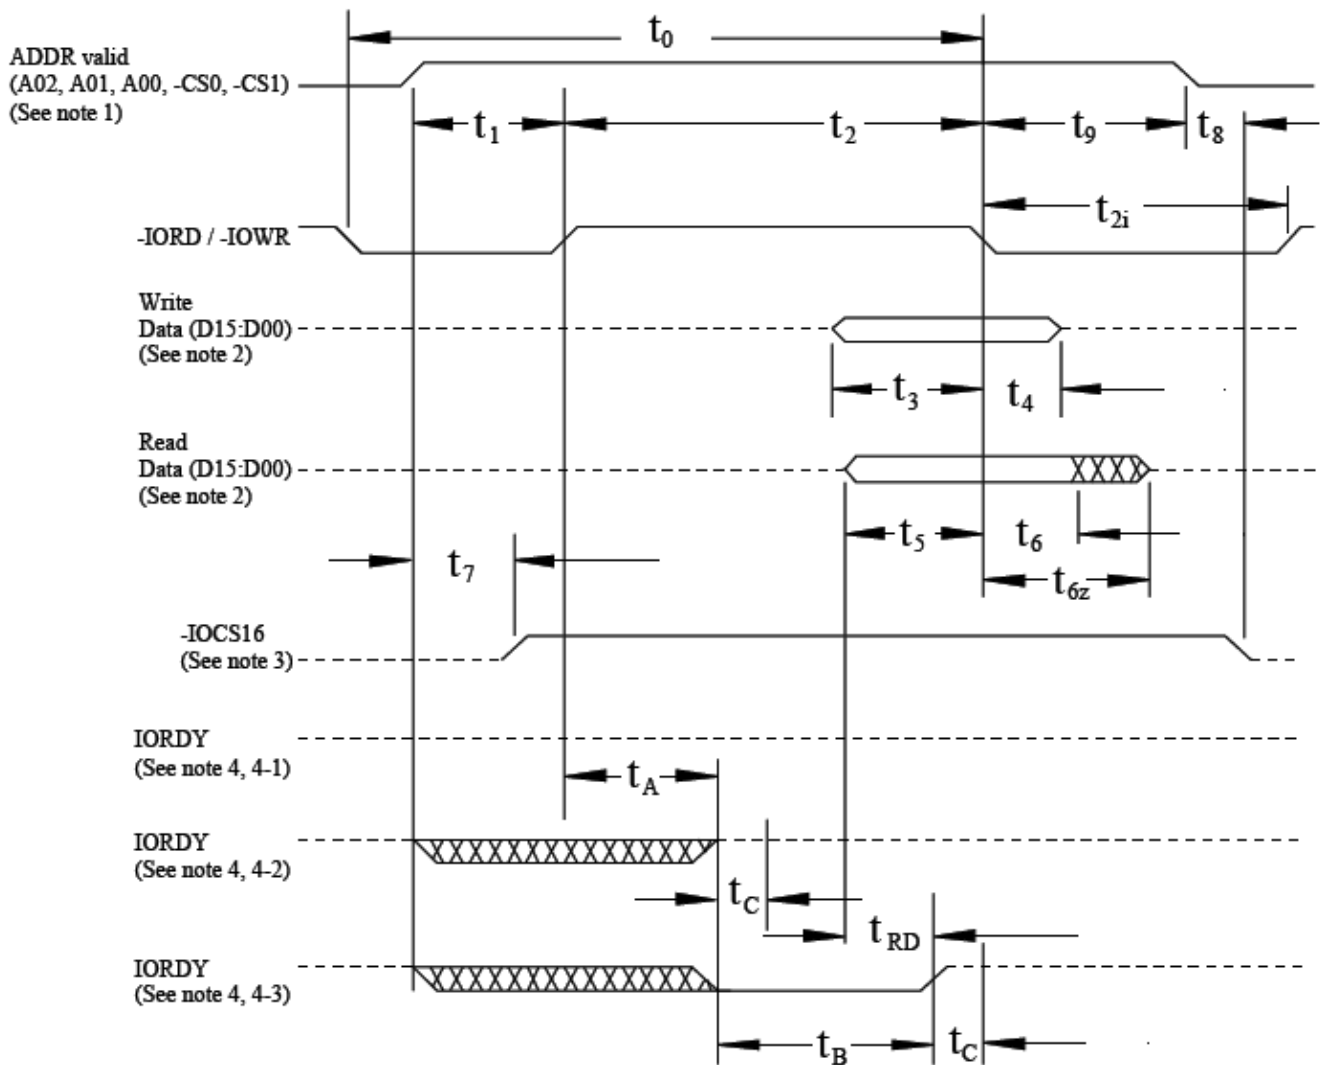 t0
ADDR valid
(A02, A01, A00, -CS0, -CS1)
(See note 1)
t1
t2
t9
t8
t2i
-IORD / -IOWR
Write
Data (D15:D00)
(See note 2)
t3
t4
Read
Data (D15:D00)
(See note 2)
t5
t6
t7
t6z
-IOCS16
(See note 3)
IORDY
(See note 4, 4-1)
tA
IORDY
(See note 4, 4-2)
tC
tRD
IORDY
(See note 4, 4-3)
tB
tC